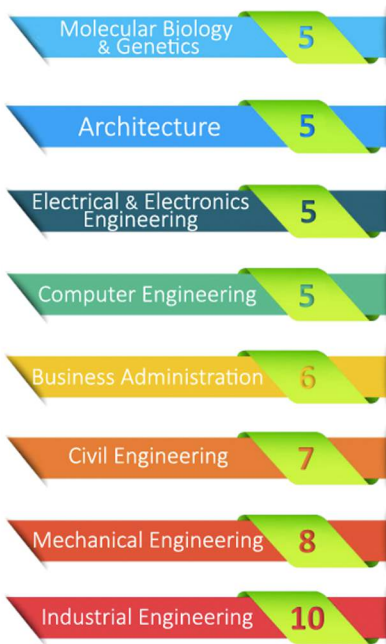 Molecular Biology
& Genetics 5
Architecture 5
Electrical & Electronics
Engineering 5
Computer Engineering 5
Business Administration 6
Civil Engineering 7
Mechanical Engineering 8
Industrial Engineering 10